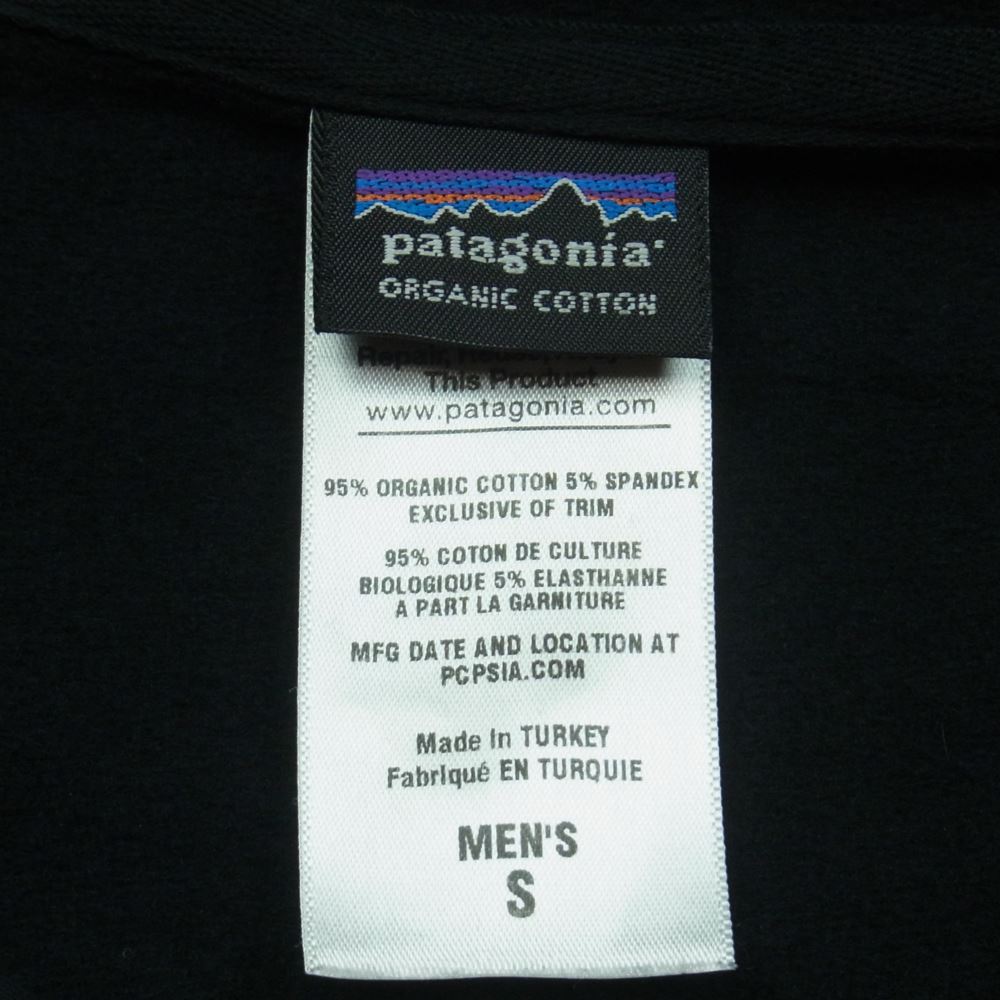 patagonia
ORGANIC COTTON
Repair,
This Product
www.patagonia.com
95% ORGANIC COTTON 5% SPANDEX
EXCLUSIVE OF TRIM
95% COTON DE CULTURE
BIOLOGIQUE 5% ELASTHANNE
A PART LA GARNITURE
MFG DATE AND LOCATION AT
PCPSIA.COM
Made In TURKEY
Fabriqué EN TURQUIE
MEN'S
S